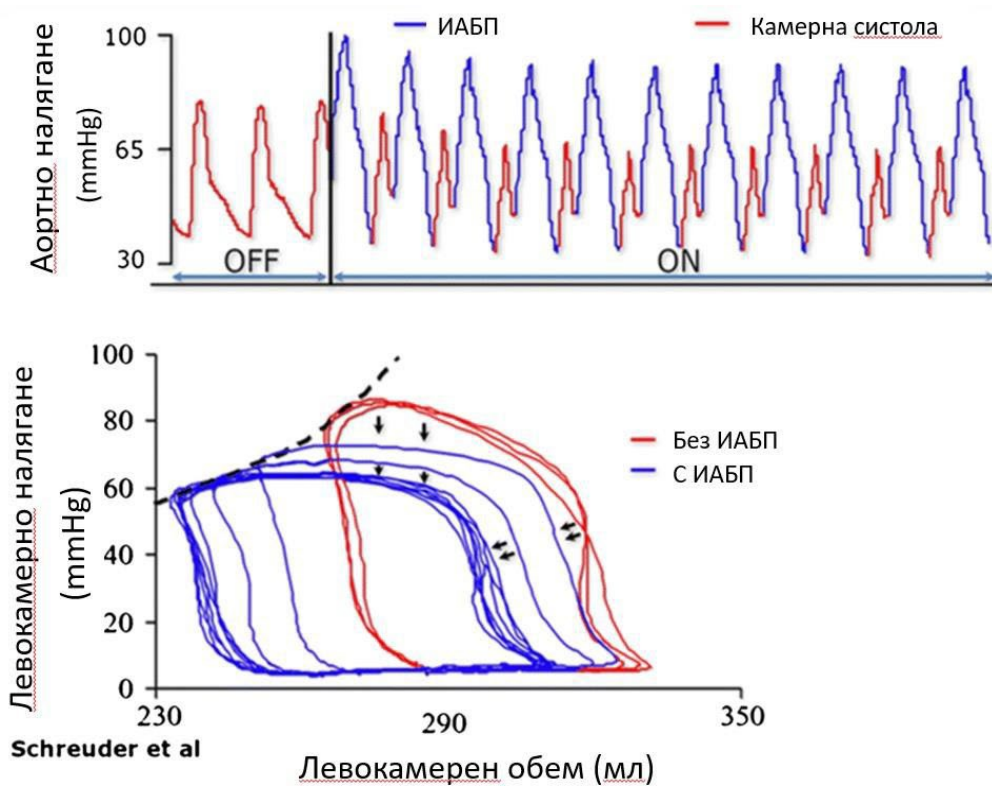 ИАБП
Камерна систола
Аортно налягане
(mmHg)
100
65
30
OFF
ON
Левокамерно налягане
(mmHg)
100
80
60
40
20
0
Без ИАБП
С ИАБП
230
290
350
Schreuder et al
Левокамерен обем (мл)